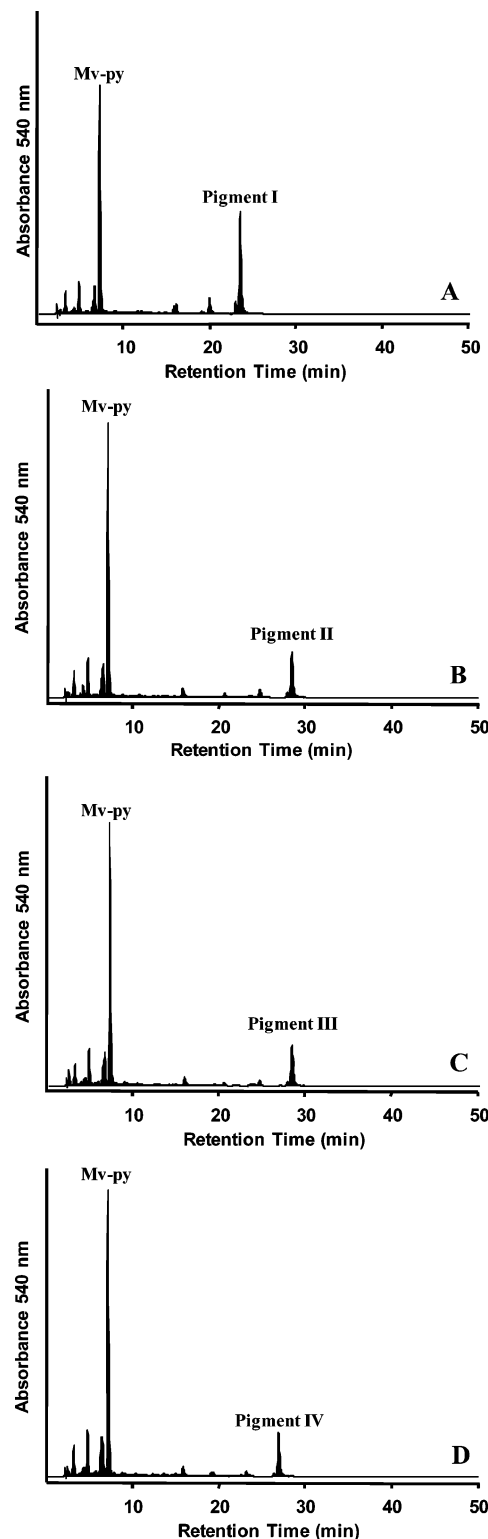 Absorbance 540 nm
Mv-py
Pigment I
A
10 20 30 40 50
Retention Time (min)
Absorbance 540 nm
Mv-py
Pigment II
B
10 20 30 40 50
Retention Time (min)
Absorbance 540 nm
Mv-py
Pigment III
C
10 20 30 40 50
Retention Time (min)
Absorbance 540 nm
Mv-py
Pigment IV
D
10 20 30 40 50
Retention Time (min)